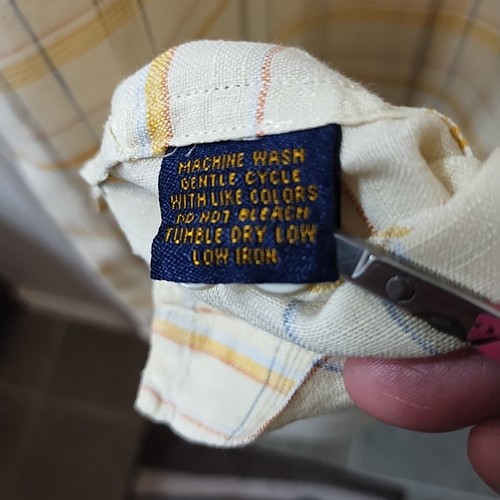 MACHINE WASH
GENTLE CYCLE
WITH LIKE COLORS
DO NOT BLEACH
TUMBLE DRY LOW
LOW IRON